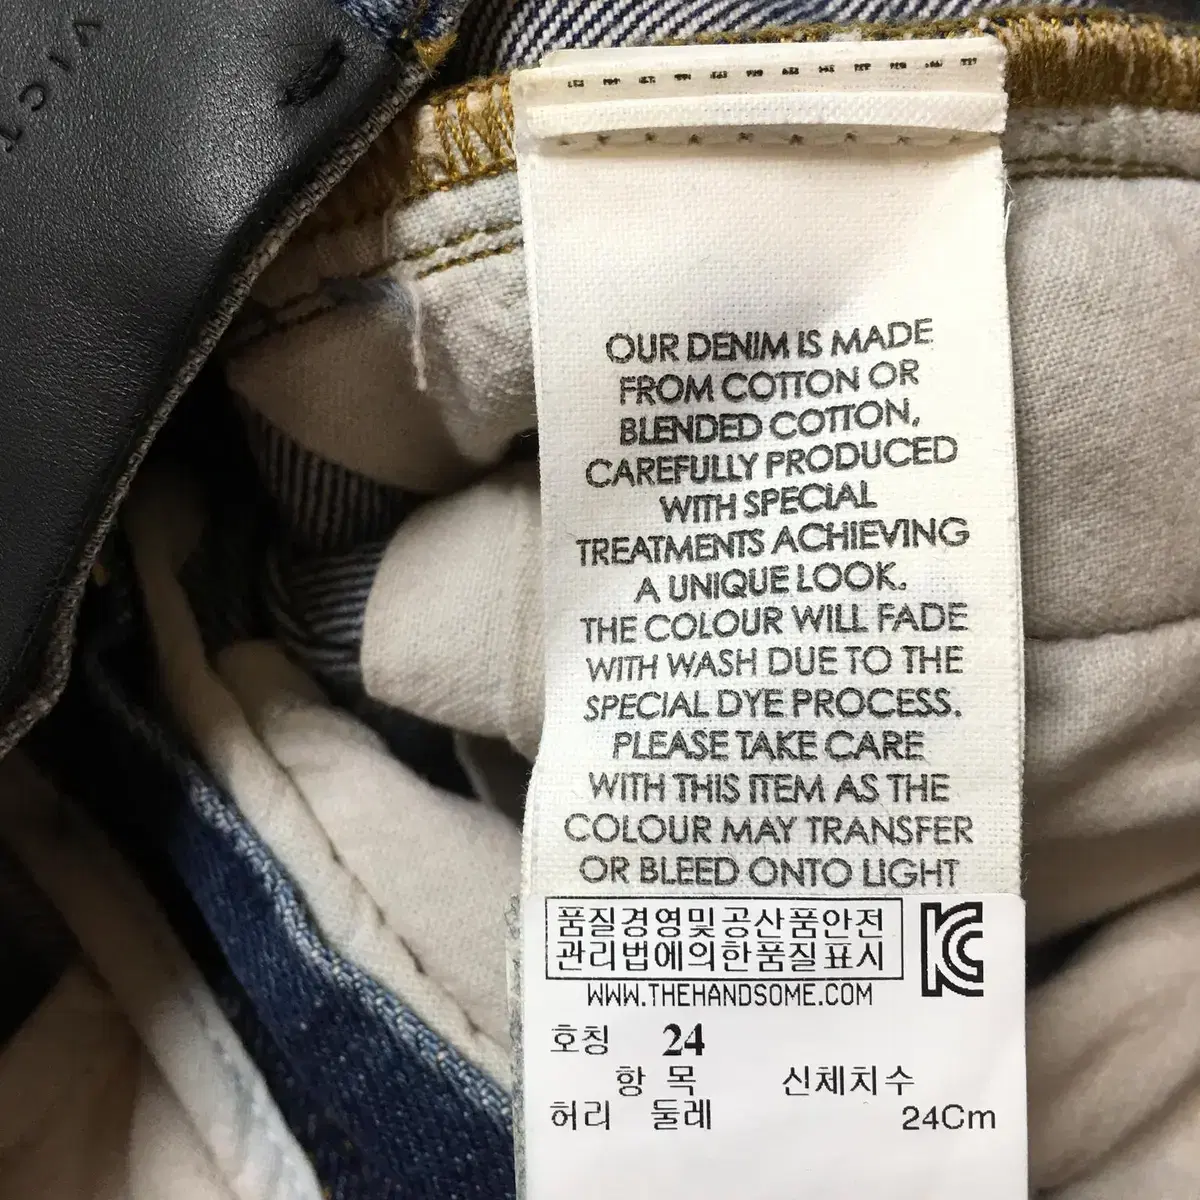 VICT
OUR DENIM IS MADE
FROM COTTON OR
BLENDED COTTON,
CAREFULLY PRODUCED
WITH SPECIAL
TREATMENTS ACHIEVING
A UNIQUE LOOK.
THE COLOUR WILL FADE
WITH WASH DUE TO THE
SPECIAL DYE PROCESS.
PLEASE TAKE CARE
WITH THIS ITEM AS THE
COLOUR MAY TRANSFER
OR BLEED ONTO LIGHT
품질경영및공산품안전
관리법에의한품질표시
WWW.THEHANDSOME.COM
호칭 24
항 목 신체치수
허리 둘레 24Cm